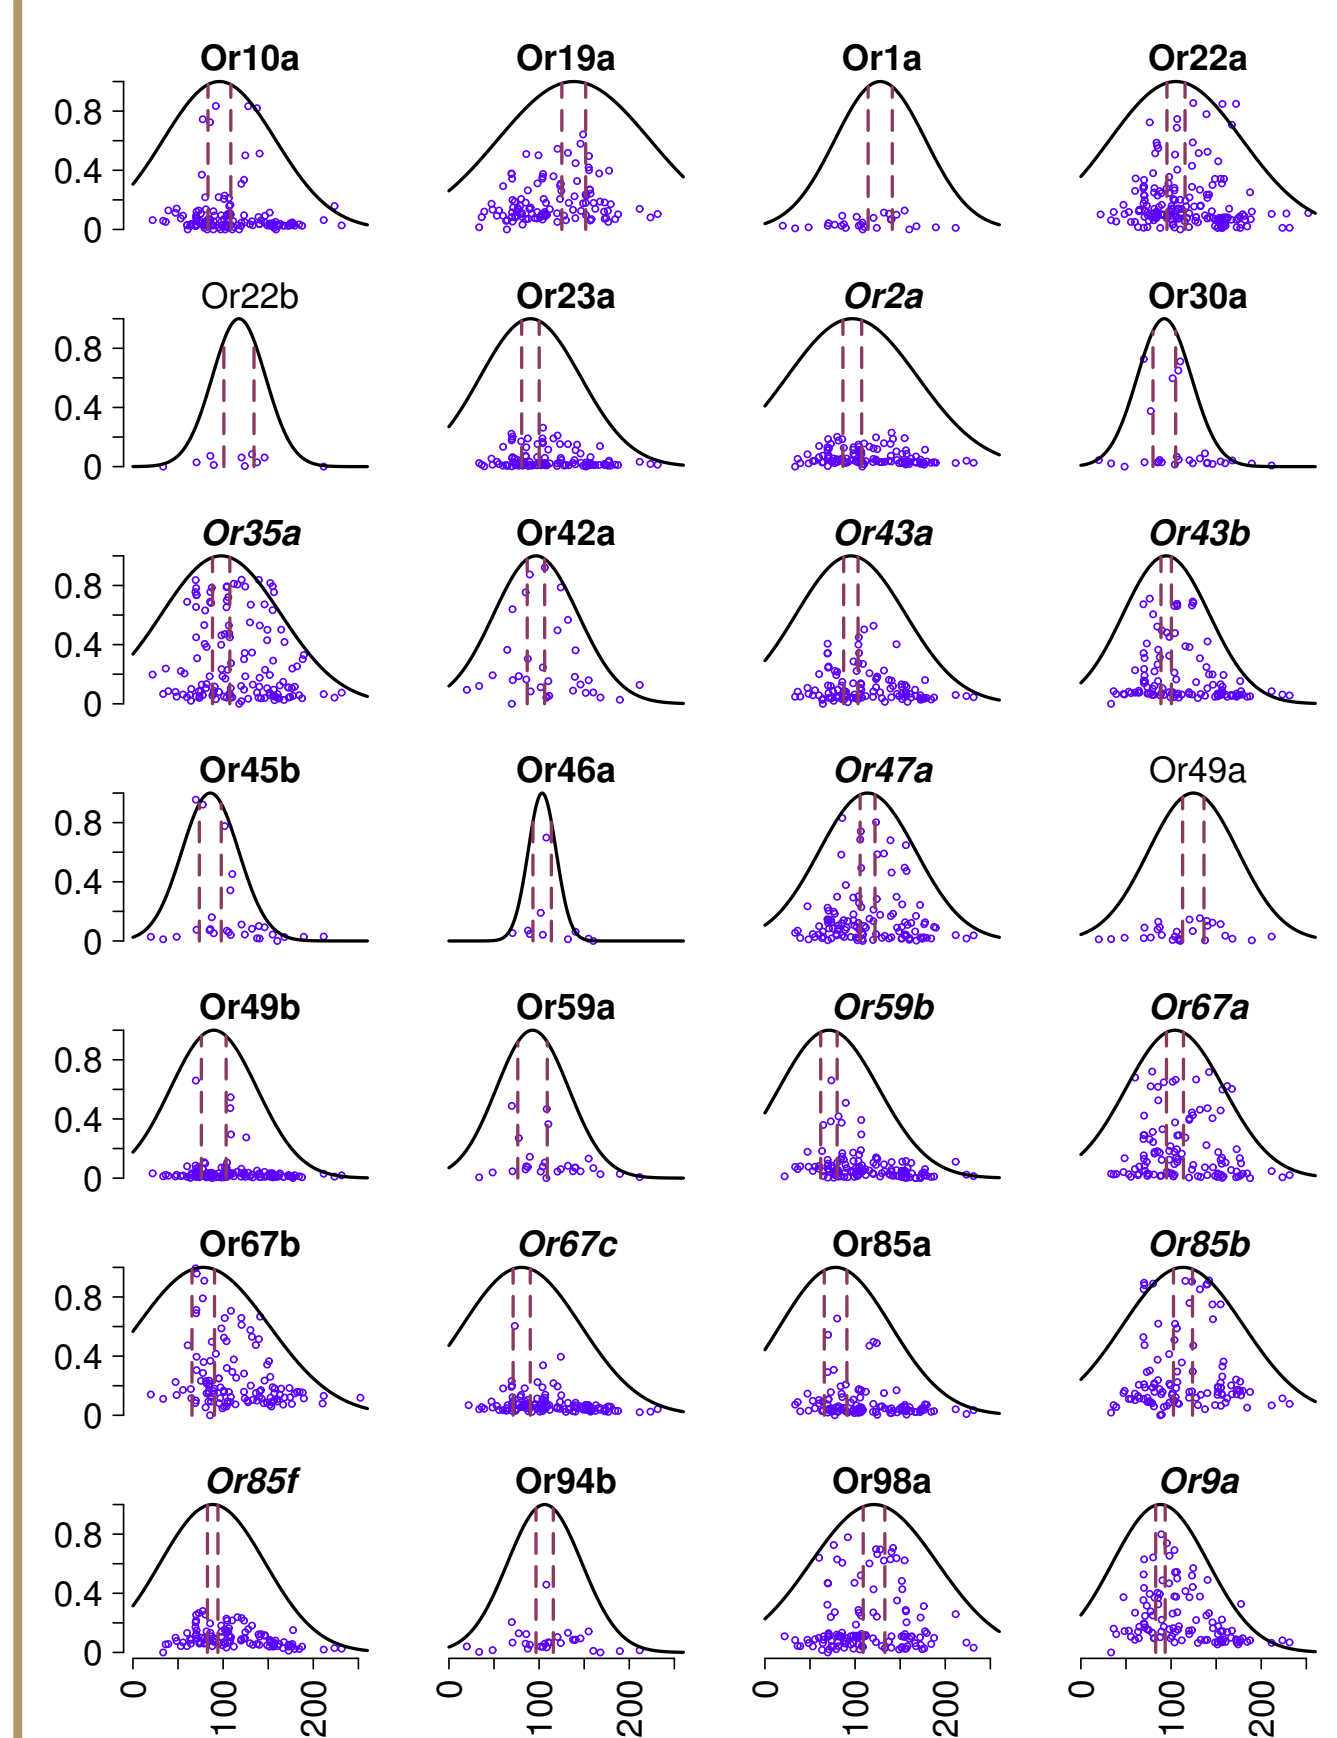 Or10a Or19a Or1a Or22a
0.8
0.4
0
Or22b Or23a Or2a Or30a
0.8
0.4
0
Or35a Or42a Or43a Or43b
0.8
0.4
0
Or45b Or46a Or47a Or49a
0.8
0.4
0
Or49b Or59a Or59b Or67a
0.8
0.4
0
Or67b Or67c Or85a Or85b
0.8
0.4
0
Or85f Or94b Or98a Or9a
0.8
0.4
0
0 100 200 0 100 200 0 100 200 0 100 200